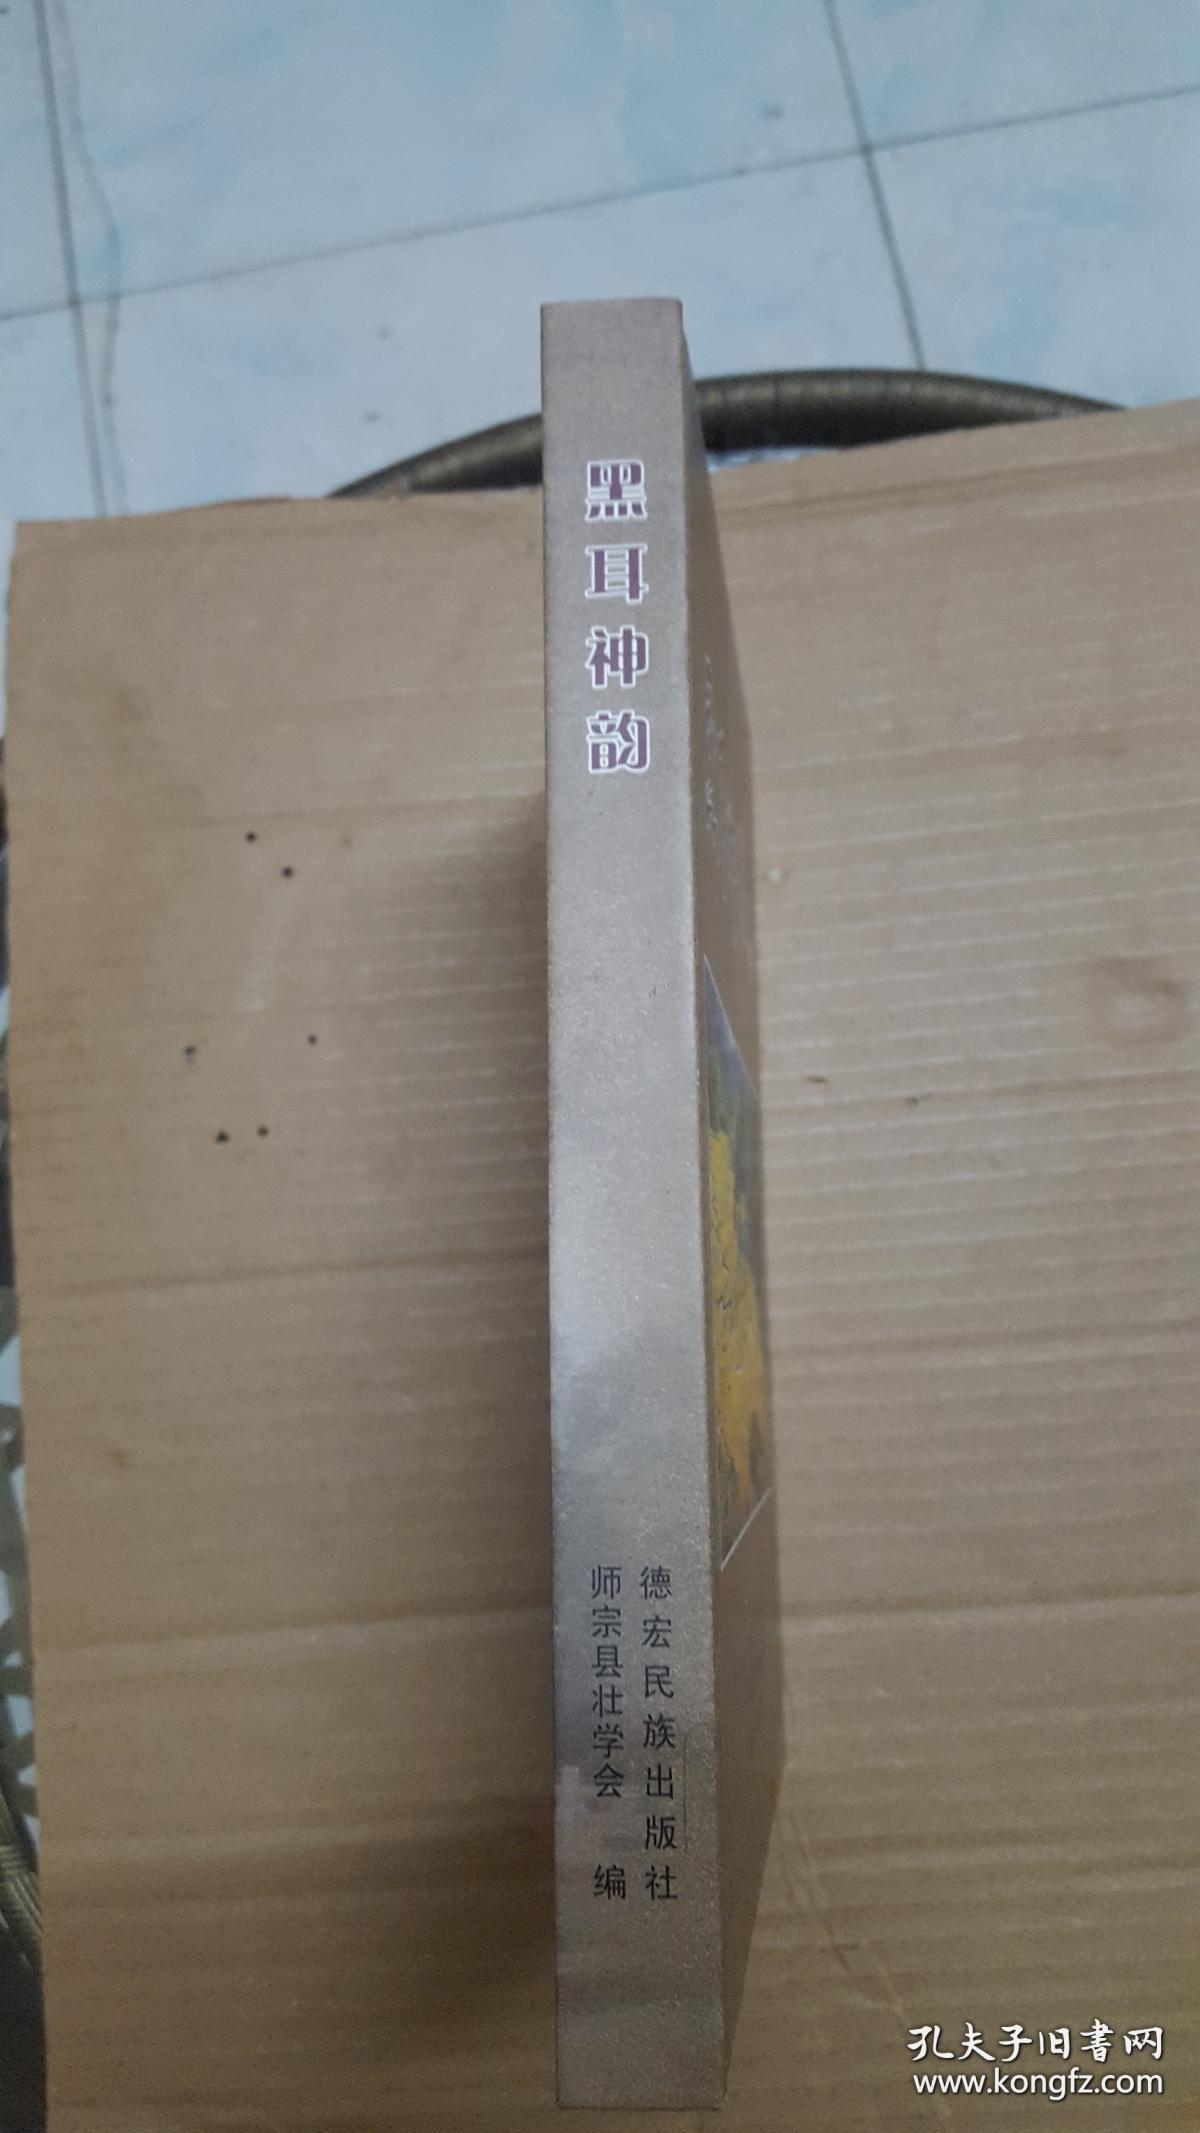 黑耳神韵
德宏民族出版社
师宗县壮学会 编
孔夫子旧书网
www.kongfz.com